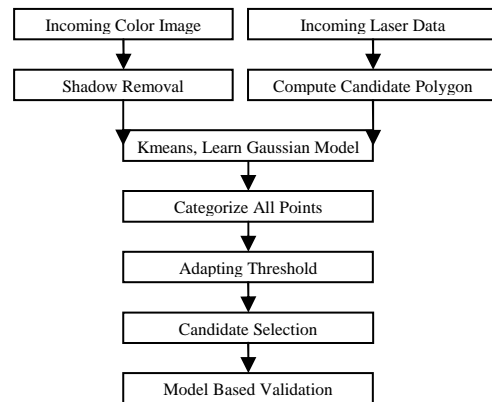 Incoming Color Image
Incoming Laser Data
Shadow Removal
Compute Candidate Polygon
Kmeans, Learn Gaussian Model
Categorize All Points
Adapting Threshold
Candidate Selection
Model Based Validation